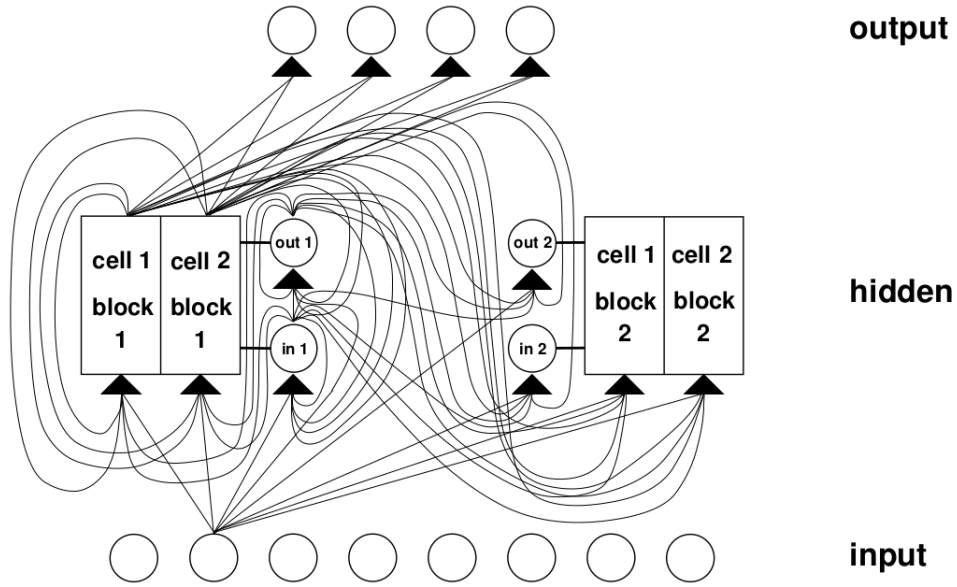 output
out 1
out 2
cell 1
block
1
cell 2
block
1
cell 1
block
2
cell 2
block
2
hidden
in 1
in 2
input